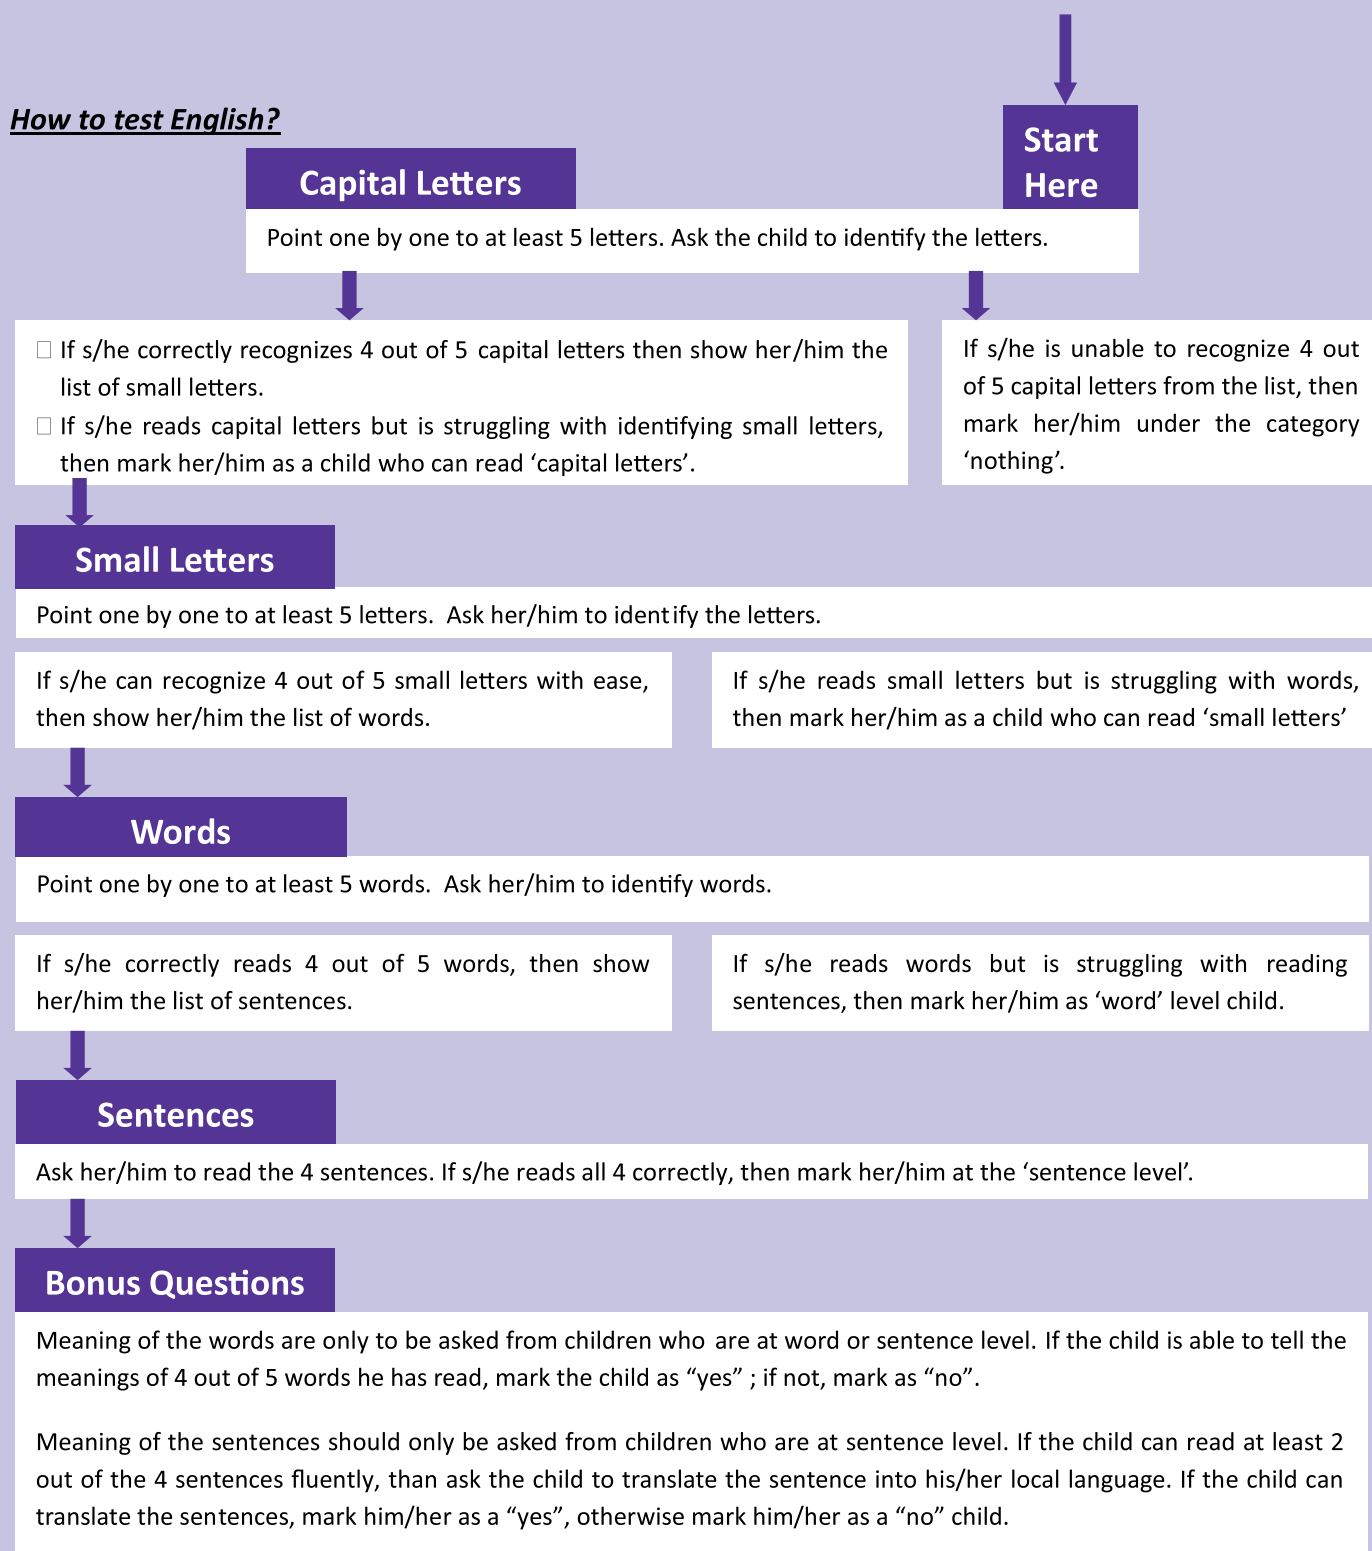 How to test English?
Start
Here
Capital Letters
Point one by one to at least 5 letters. Ask the child to identify the letters.
If s/he correctly recognizes 4 out of 5 capital letters then show her/him the
list of small letters.
If s/he reads capital letters but is struggling with identifying small letters,
then mark her/him as a child who can read ‘capital letters’.
If s/he is unable to recognize 4 out
of 5 capital letters from the list, then
mark her/him under the category
‘nothing’.
Small Letters
Point one by one to at least 5 letters. Ask her/him to identify the letters.
If s/he can recognize 4 out of 5 small letters with ease,
then show her/him the list of words.
If s/he reads small letters but is struggling with words,
then mark her/him as a child who can read ‘small letters’
Words
Point one by one to at least 5 words. Ask her/him to identify words.
If s/he correctly reads 4 out of 5 words, then show
her/him the list of sentences.
If s/he reads words but is struggling with reading
sentences, then mark her/him as ‘word’ level child.
Sentences
Ask her/him to read the 4 sentences. If s/he reads all 4 correctly, then mark her/him at the ‘sentence level’.
Bonus Questions
Meaning of the words are only to be asked from children who are at word or sentence level. If the child is able to tell the
meanings of 4 out of 5 words he has read, mark the child as “yes” ; if not, mark as “no”.
Meaning of the sentences should only be asked from children who are at sentence level. If the child can read at least 2
out of the 4 sentences fluently, than ask the child to translate the sentence into his/her local language. If the child can
translate the sentences, mark him/her as a “yes”, otherwise mark him/her as a “no” child.